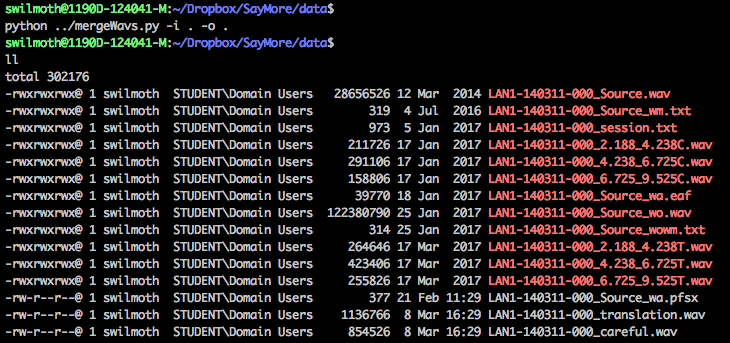 swilmoth@1190D-124041-M:~/Dropbox/SayMore/data$
python ../mergeWavs.py -i . -o .
swilmoth@1190D-124041-M:~/Dropbox/SayMore/data$
ll
total 302176
-rwxrwxrwx@ 1 swilmoth  STUDENT\Domain Users   28656526 12 Mar  2014 LAN1-140311-000_Source.wav
-rwxrwxrwx@ 1 swilmoth  STUDENT\Domain Users        319  4 Jul  2016 LAN1-140311-000_Source_wm.txt
-rwxrwxrwx@ 1 swilmoth  STUDENT\Domain Users        973  5 Jan  2017 LAN1-140311-000_session.txt
-rwxrwxrwx@ 1 swilmoth  STUDENT\Domain Users     211726 17 Jan  2017 LAN1-140311-000_2.188_4.238C.wav
-rwxrwxrwx@ 1 swilmoth  STUDENT\Domain Users     291106 17 Jan  2017 LAN1-140311-000_4.238_6.725C.wav
-rwxrwxrwx@ 1 swilmoth  STUDENT\Domain Users     158806 17 Jan  2017 LAN1-140311-000_6.725_9.525C.wav
-rwxrwxrwx@ 1 swilmoth  STUDENT\Domain Users      39770 18 Jan  2017 LAN1-140311-000_Source_wa.eaf
-rwxrwxrwx@ 1 swilmoth  STUDENT\Domain Users  122380790 25 Jan  2017 LAN1-140311-000_Source_wo.wav
-rwxrwxrwx@ 1 swilmoth  STUDENT\Domain Users        314 25 Jan  2017 LAN1-140311-000_Source_wowm.txt
-rwxrwxrwx@ 1 swilmoth  STUDENT\Domain Users     264646 17 Mar  2017 LAN1-140311-000_2.188_4.238T.wav
-rwxrwxrwx@ 1 swilmoth  STUDENT\Domain Users     423406 17 Mar  2017 LAN1-140311-000_4.238_6.725T.wav
-rwxrwxrwx@ 1 swilmoth  STUDENT\Domain Users     255826 17 Mar  2017 LAN1-140311-000_6.725_9.525T.wav
-rw-r--r--@ 1 swilmoth  STUDENT\Domain Users        377 21 Feb 11:29 LAN1-140311-000_Source_wa.pfsx
-rw-r--r--@ 1 swilmoth  STUDENT\Domain Users    1136766  8 Mar 16:29 LAN1-140311-000_translation.wav
-rw-r--r--@ 1 swilmoth  STUDENT\Domain Users     854526  8 Mar 16:29 LAN1-140311-000_careful.wav